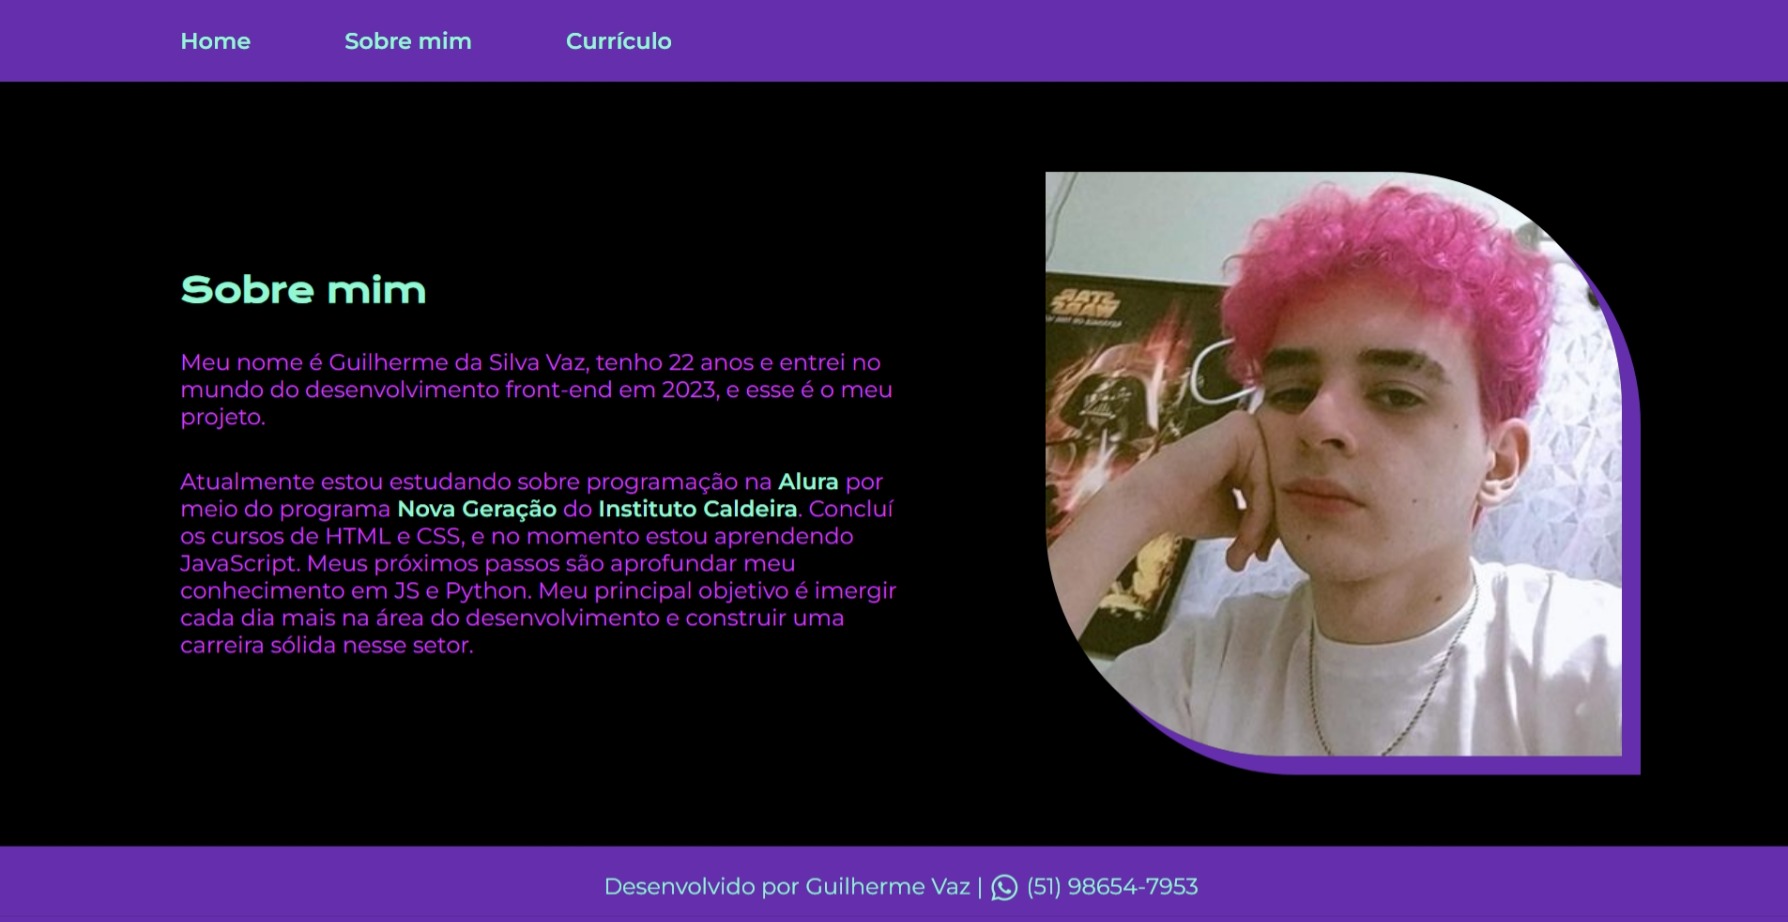 Home Sobre mim Currículo
Sobre mim
Meu nome é Guilherme da Silva Vaz, tenho 22 anos e entrei no
mundo do desenvolvimento front-end em 2023, e esse é o meu
projeto.
Atualmente estou estudando sobre programação na Alura por
meio do programa Nova Geração do Instituto Caldeira. Concluí
os cursos de HTML e CSS, e no momento estou aprendendo
JavaScript. Meus próximos passos são aprofundar meu
conhecimento em JS e Python. Meu principal objetivo é imergir
cada dia mais na área do desenvolvimento e construir uma
carreira sólida nesse setor.
STAR
WARS
Desenvolvido por Guilherme Vaz | (51) 98654-7953